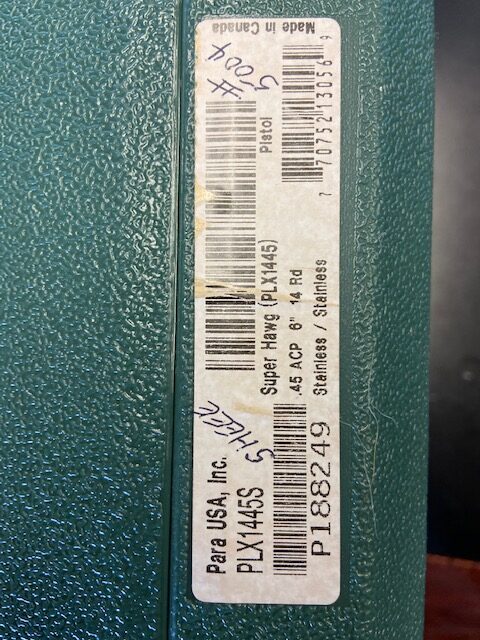 Para USA, Inc.
Made in Canada
PLX1445S
Super Hawg (PLX1445)
Pistol
.45 ACP 6" 14 Rd
Stainless / Stainless
P188249
7 70752 13056 9